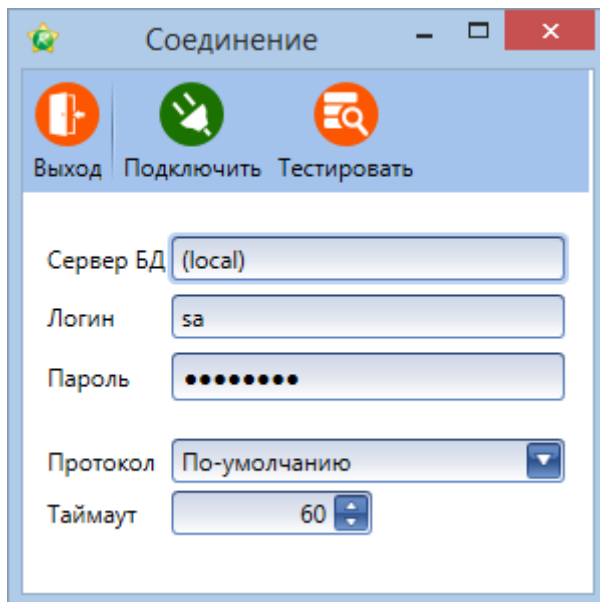 Соединение
Выход Подключить Тестировать
Сервер БД (local)
Логин sa
Пароль ••••••••
Протокол По-умолчанию
Таймаут 60